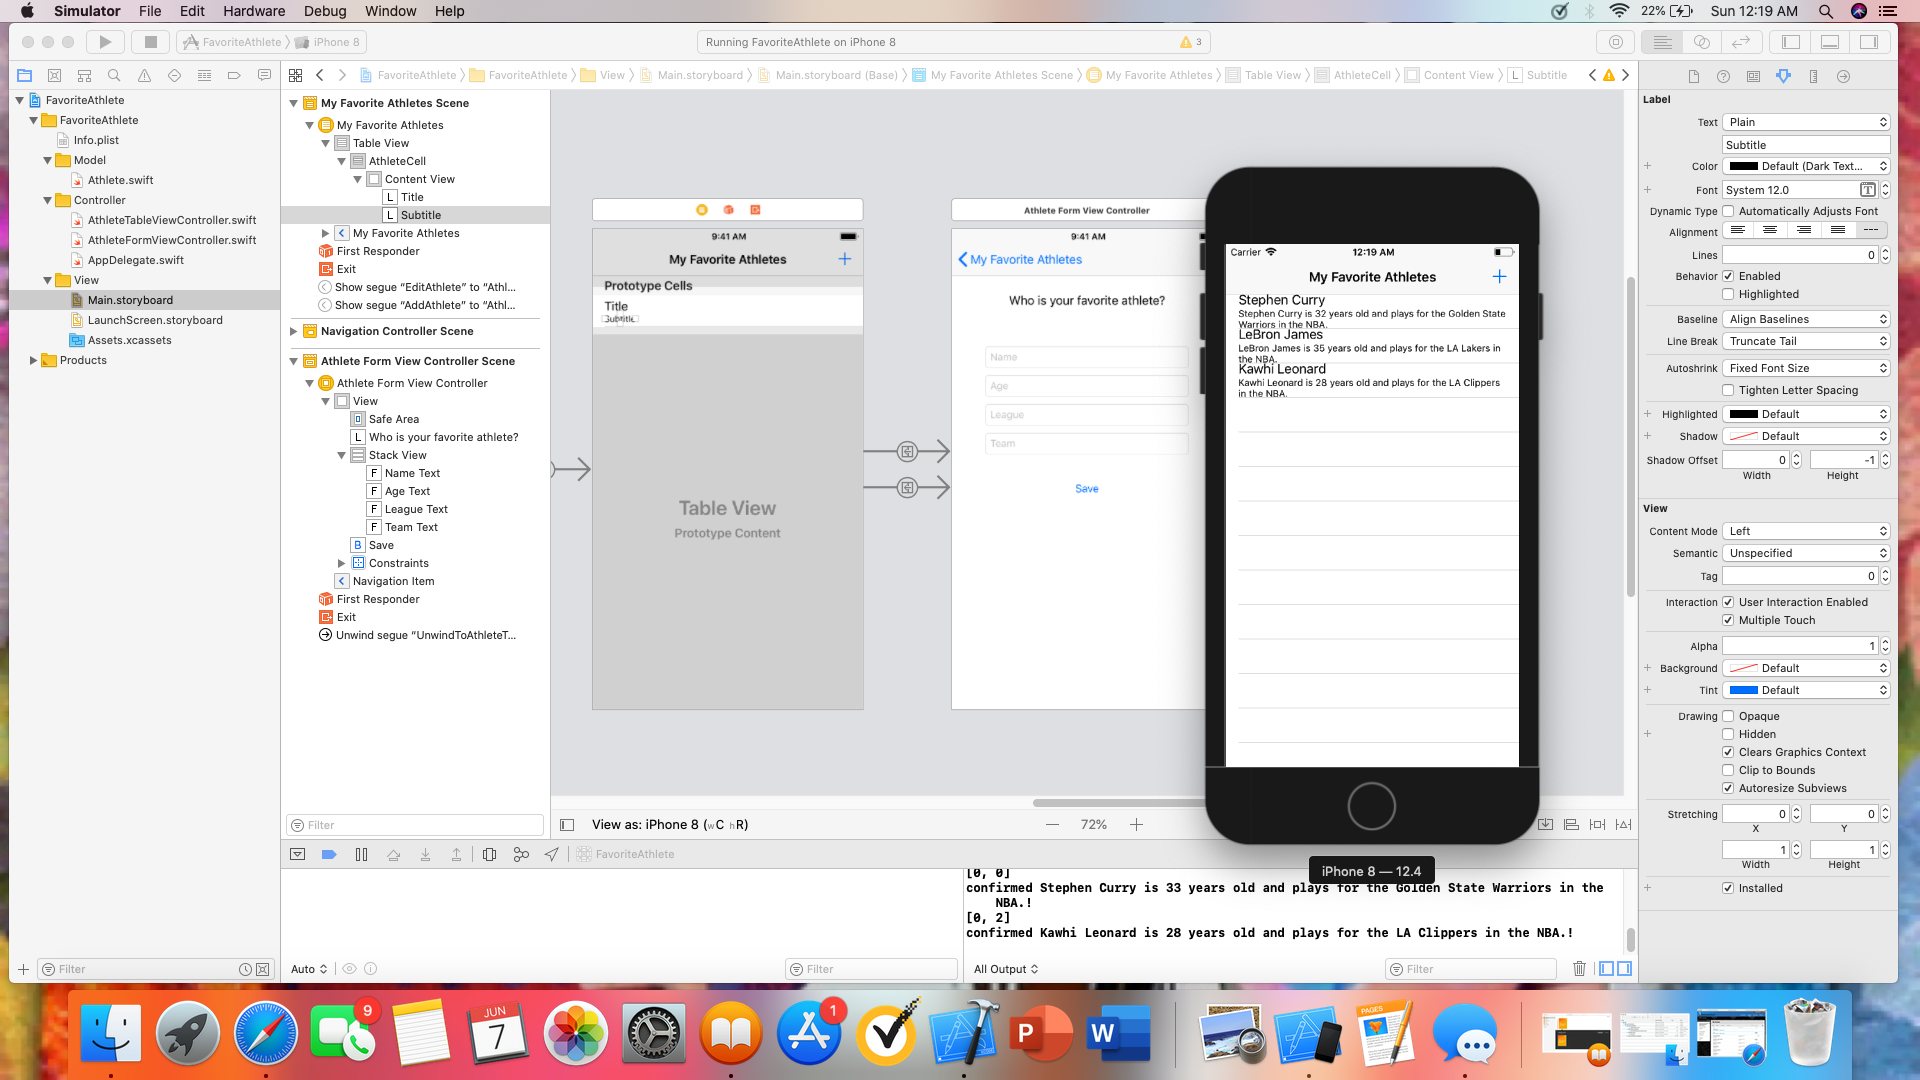 Simulator File Edit Hardware Debug Window Help 22% Sun 12:19 AM
FavoriteAthlete iPhone 8 Running FavoriteAthlete on iPhone 8 3
FavoriteAthlete FavoriteAthlete View Main.storyboard Main.storyboard (Base) My Favorite Athletes Scene My Favorite Athletes Table View AthleteCell Content View L Subtitle
FavoriteAthlete
FavoriteAthlete
Info.plist
Model
Athlete.swift
Controller
AthleteTableViewController.swift
AthleteFormViewController.swift
AppDelegate.swift
View
Main.storyboard
LaunchScreen.storyboard
Assets.xcassets
Products
Filter
My Favorite Athletes Scene
My Favorite Athletes
Table View
AthleteCell
Content View
L Title
L Subtitle
My Favorite Athletes
First Responder
Exit
Show segue “EditAthlete” to “Athl...
Show segue “AddAthlete” to “Athl...
Navigation Controller Scene
Athlete Form View Controller Scene
Athlete Form View Controller
View
Safe Area
L Who is your favorite athlete?
Stack View
F Name Text
F Age Text
F League Text
F Team Text
B Save
Constraints
Navigation Item
First Responder
Exit
Unwind segue “UnwindToAthleteT...
Filter
9:41 AM
My Favorite Athletes +
Prototype Cells
Title
Subtitle
Table View
Prototype Content
Athlete Form View Controller
9:41 AM
My Favorite Athletes
Who is your favorite athlete?
Name
Age
League
Team
Save
Carrier 12:19 AM
My Favorite Athletes +
Stephen Curry
Stephen Curry is 32 years old and plays for the Golden State
Warriors in the NBA.
LeBron James
LeBron James is 35 years old and plays for the LA Lakers in
the NBA.
Kawhi Leonard
Kawhi Leonard is 28 years old and plays for the LA Clippers
in the NBA.
iPhone 8 — 12.4
View as: iPhone 8 (wC hR) 72%
FavoriteAthlete
[0, 0]
confirmed Stephen Curry is 33 years old and plays for the Golden State Warriors in the
NBA.!
[0, 2]
confirmed Kawhi Leonard is 28 years old and plays for the LA Clippers in the NBA.!
Auto Filter All Output Filter
Label
Text Plain
Subtitle
Color Default (Dark Text...
Font System 12.0 T
Dynamic Type Automatically Adjusts Font
Alignment
Lines 0
Behavior Enabled
Highlighted
Baseline Align Baselines
Line Break Truncate Tail
Autoshrink Fixed Font Size
Tighten Letter Spacing
Highlighted Default
Shadow Default
Shadow Offset 0 -1
Width Height
View
Content Mode Left
Semantic Unspecified
Tag 0
Interaction User Interaction Enabled
Multiple Touch
Alpha 1
Background Default
Tint Default
Drawing Opaque
Hidden
Clears Graphics Context
Clip to Bounds
Autoresize Subviews
Stretching 0 0
X Y
1 1
Width Height
Installed
9 JUN 7 1 P W PAGES